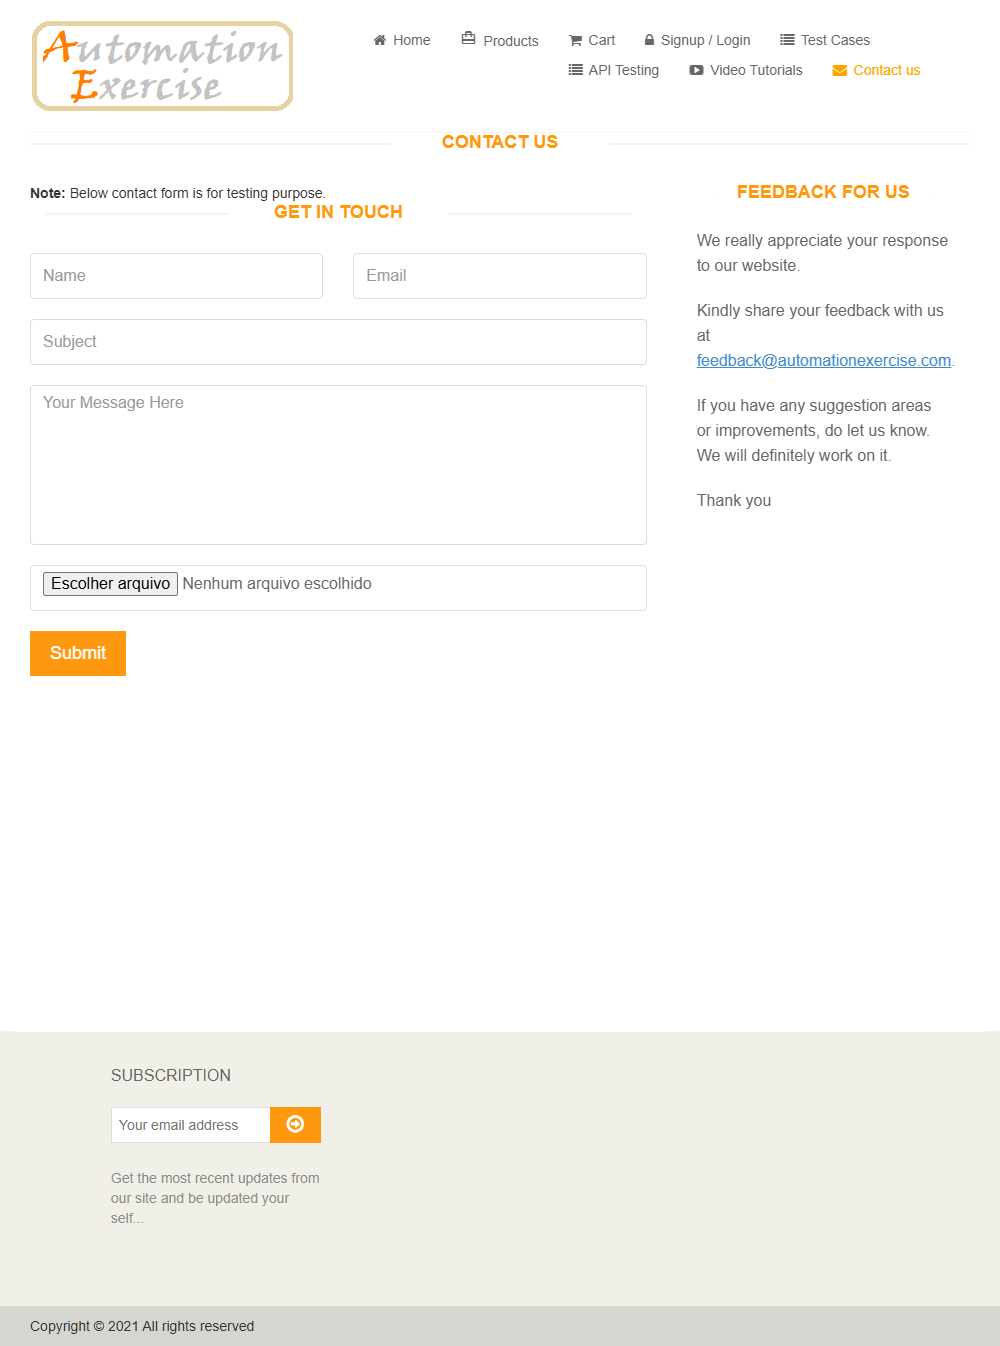 Automation
Exercise
Home
Products
Cart
Signup / Login
Test Cases
API Testing
Video Tutorials
Contact us
CONTACT US
Note: Below contact form is for testing purpose.
GET IN TOUCH
Name
Email
Subject
Your Message Here
Escolher arquivo Nenhum arquivo escolhido
Submit
FEEDBACK FOR US
We really appreciate your response
to our website.
Kindly share your feedback with us
at
feedback@automationexercise.com.
If you have any suggestion areas
or improvements, do let us know.
We will definitely work on it.
Thank you
SUBSCRIPTION
Your email address
Get the most recent updates from
our site and be updated your
self...
Copyright © 2021 All rights reserved